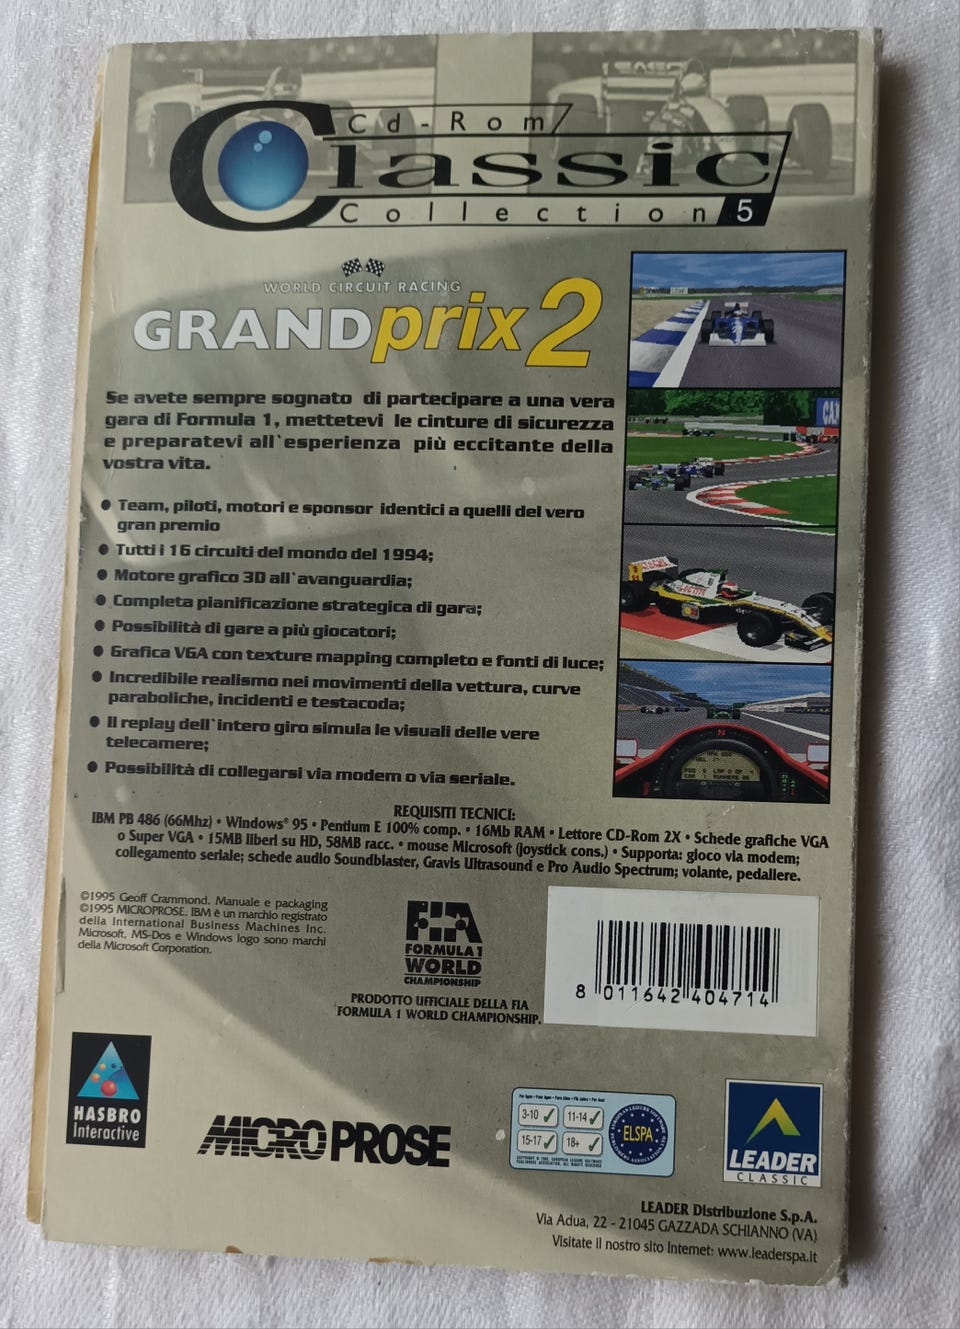 Cd-Rom
Classic
Collection 5
WORLD CIRCUIT RACING
GRANDprix2
Se avete sempre sognato di partecipare a una vera
gara di Formula 1, mettetevi le cinture di sicurezza
e preparatevi all`esperienza più eccitante della
vostra vita.
● Team, piloti, motori e sponsor identici a quelli del vero
gran premio
● Tutti i 16 circuiti del mondo del 1994;
● Motore grafico 3D all`avanguardia;
● Completa pianificazione strategica di gara;
● Possibilità di gare a più giocatori;
● Grafica VGA con texture mapping completo e fonti di luce;
● Incredibile realismo nei movimenti della vettura, curve
paraboliche, incidenti e testacoda;
● Il replay dell`intero giro simula le visuali delle vere
telecamere;
● Possibilità di collegarsi via modem o via seriale.
REQUISITI TECNICI:
IBM PB 486 (66Mhz) • Windows® 95 • Pentium E 100% comp. • 16Mb RAM • Lettore CD-Rom 2X • Schede grafiche VGA
o Super VGA • 15MB liberi su HD, 58MB racc. • mouse Microsoft (joystick cons.) • Supporta: gioco via modem;
collegamento seriale; schede audio Soundblaster, Gravis Ultrasound e Pro Audio Spectrum; volante, pedaliere.
©1995 Geoff Crammond. Manuale e packaging
©1995 MICROPROSE. IBM è un marchio registrato
della International Business Machines Inc.
Microsoft, MS-Dos e Windows logo sono marchi
della Microsoft Corporation.
FIA
FORMULA 1
WORLD
CHAMPIONSHIP
PRODOTTO UFFICIALE DELLA FIA
FORMULA 1 WORLD CHAMPIONSHIP.
8 011642 404714
HASBRO
Interactive
MICROPROSE
3-10
11-14
15-17
18+
ELSPA
LEADER
CLASSIC
LEADER Distribuzione S.p.A.
Via Adua, 22 - 21045 GAZZADA SCHIANNO (VA)
Visitate il nostro sito Internet: www.leaderspa.it